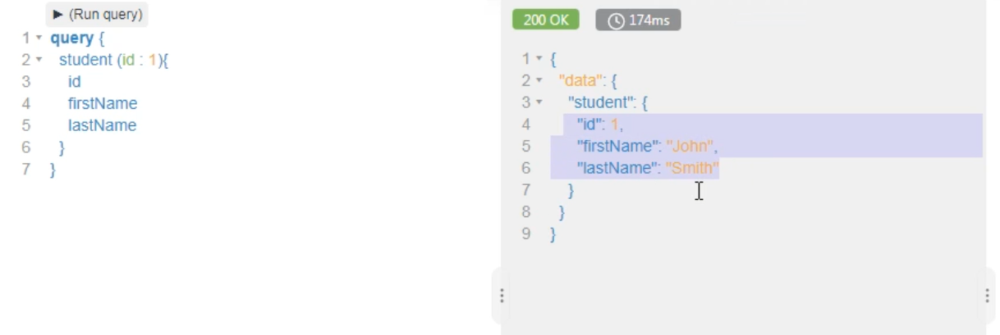 ► (Run query)
1 ▾ query {
2 ▾ student (id : 1){
3 id
4 firstName
5 lastName
6 }
7 }
200 OK 174ms
1 ▾ {
2 ▾ "data": {
3 ▾ "student": {
4 "id": 1,
5 "firstName": "John",
6 "lastName": "Smith"
7 }
8 }
9 }